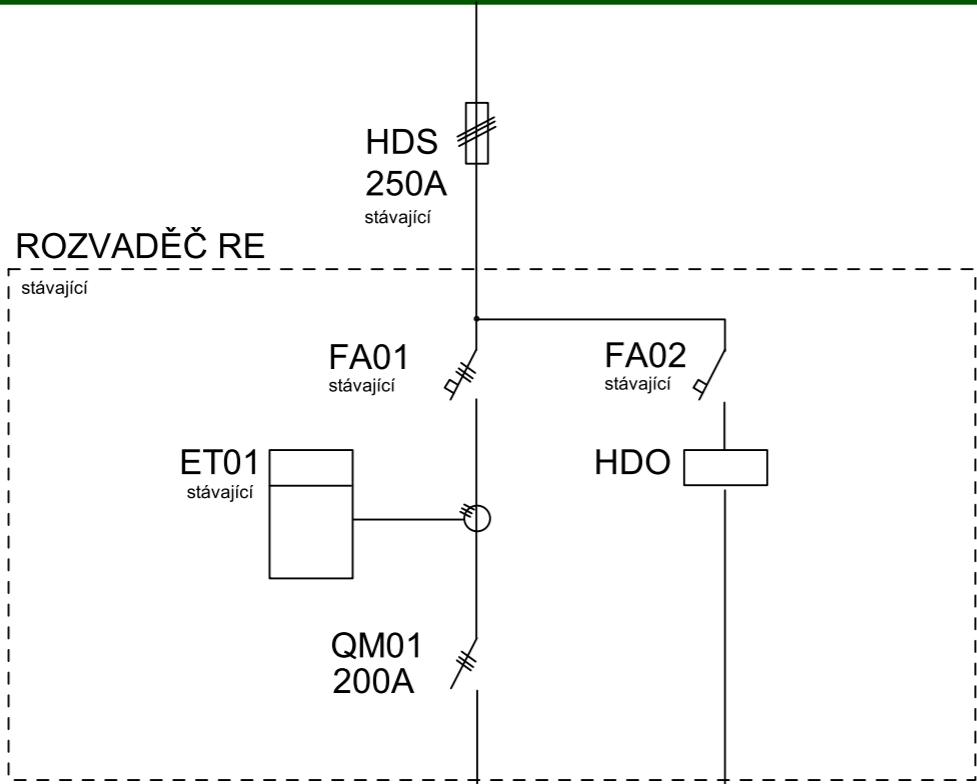 HDS
250A
stávající
ROZVADĚČ RE
stávající
FA01
stávající
FA02
stávající
ET01
stávající
HDO
QM01
200A